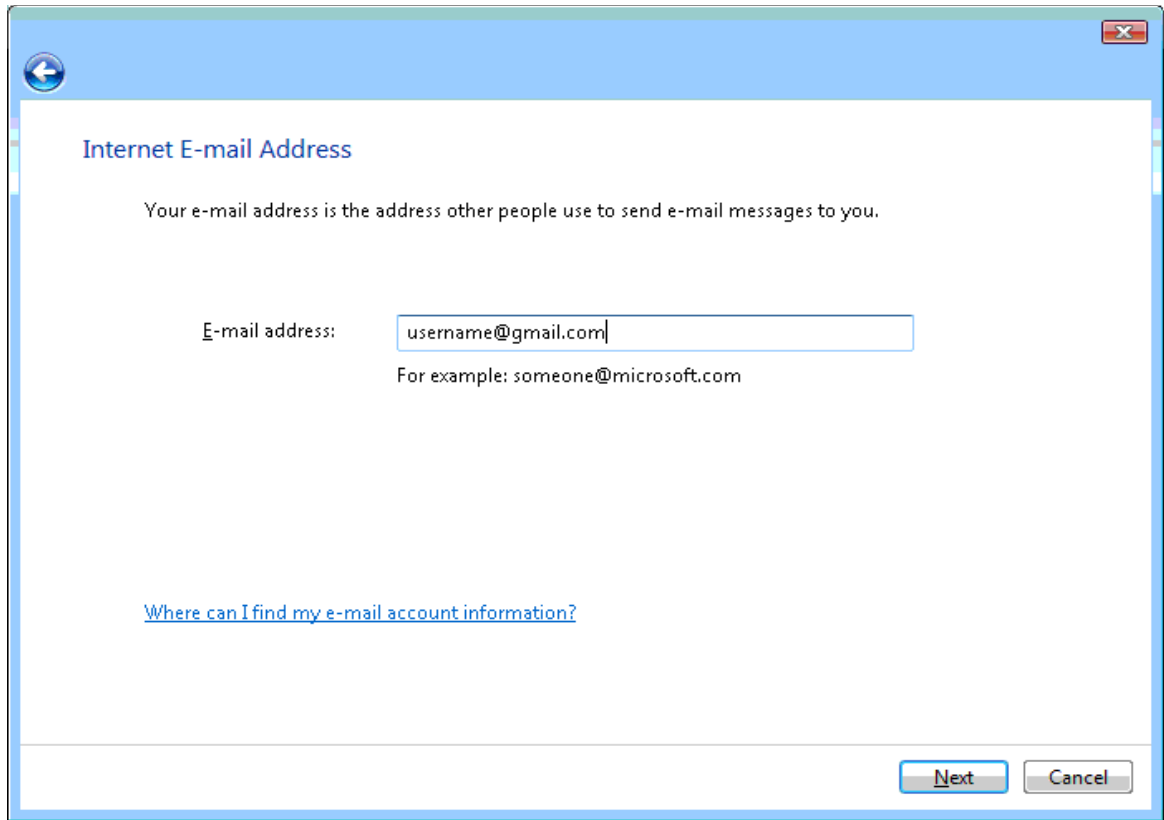 Internet E-mail Address
Your e-mail address is the address other people use to send e-mail messages to you.
E-mail address: username@gmail.com
For example: someone@microsoft.com
Where can I find my e-mail account information?
Next Cancel